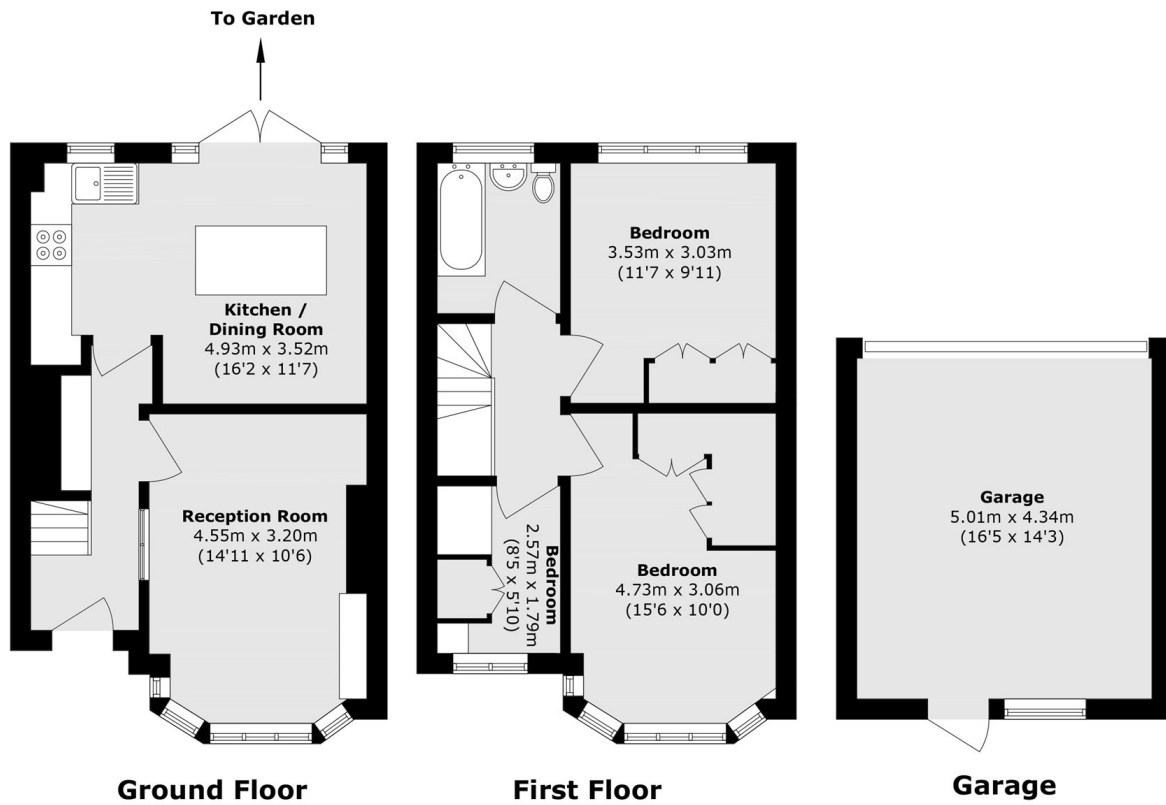 To Garden
Kitchen /
Dining Room
4.93m x 3.52m
(16'2 x 11'7)
Reception Room
4.55m x 3.20m
(14'11 x 10'6)
Ground Floor
Bedroom
3.53m x 3.03m
(11'7 x 9'11)
Bedroom
2.57m x 1.79m
(8'5 x 5'10)
Bedroom
4.73m x 3.06m
(15'6 x 10'0)
First Floor
Garage
5.01m x 4.34m
(16'5 x 14'3)
Garage